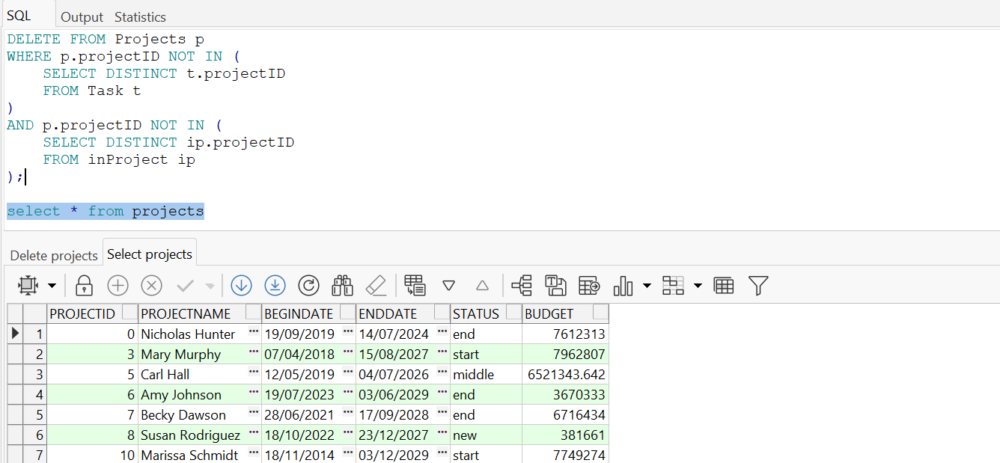 SQL Output Statistics
DELETE FROM Projects p
WHERE p.projectID NOT IN (
    SELECT DISTINCT t.projectID
    FROM Task t
)
AND p.projectID NOT IN (
    SELECT DISTINCT ip.projectID
    FROM inProject ip
);
select * from projects
Delete projects Select projects
PROJECTID PROJECTNAME BEGINDATE ENDDATE STATUS BUDGET
1 0 Nicholas Hunter ... 19/09/2019 ... 14/07/2024 ... end 7612313
2 3 Mary Murphy ... 07/04/2018 ... 15/08/2027 ... start 7962807
3 5 Carl Hall ... 12/05/2019 ... 04/07/2026 ... middle 6521343.642
4 6 Amy Johnson ... 19/07/2023 ... 03/06/2029 ... end 3670333
5 7 Becky Dawson ... 28/06/2021 ... 17/09/2028 ... end 6716434
6 8 Susan Rodriguez ... 18/10/2022 ... 23/12/2027 ... new 381661
7 10 Marissa Schmidt ... 18/11/2014 ... 03/12/2029 ... start 7749274